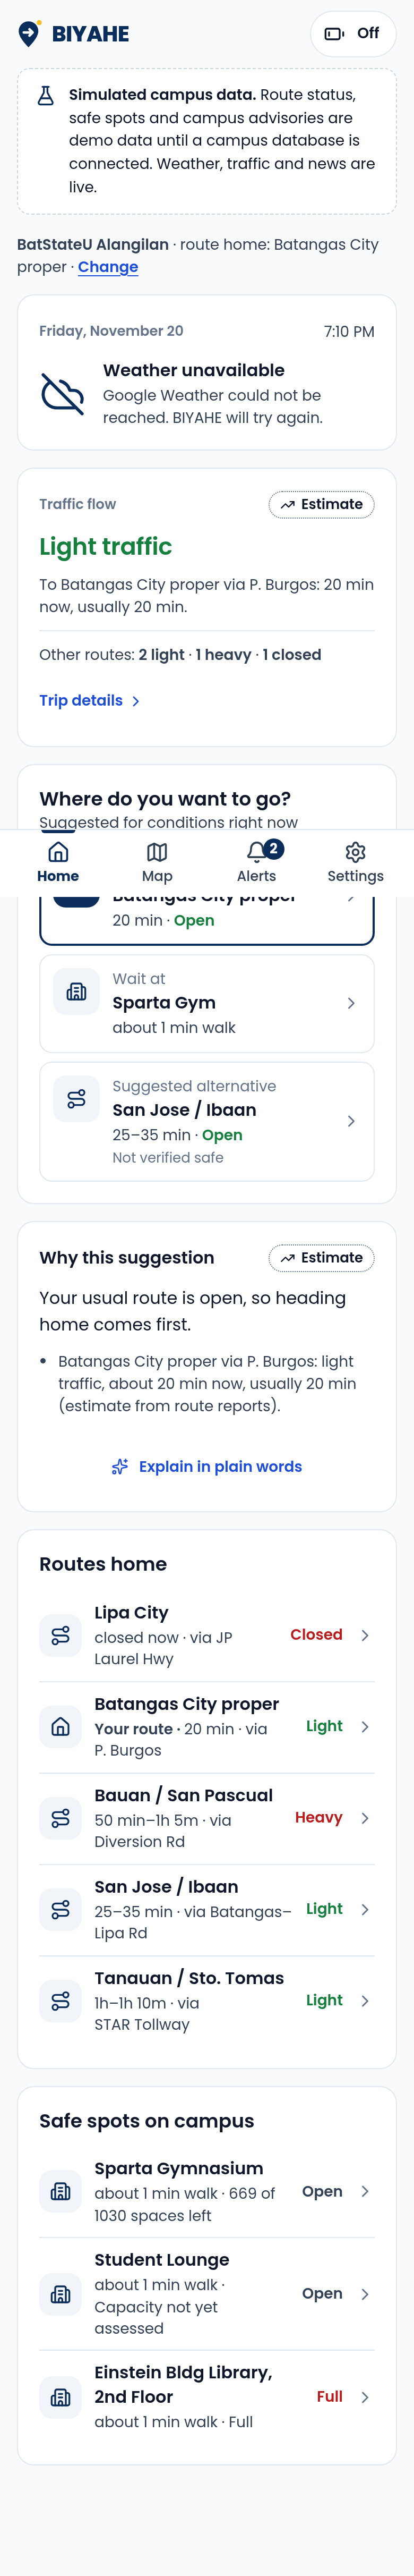 BIYAHE
Off
Simulated campus data. Route status,
safe spots and campus advisories are
demo data until a campus database is
connected. Weather, traffic and news are
live.
BatStateU Alangilan · route home: Batangas City
proper · Change
Friday, November 20
7:10 PM
Weather unavailable
Google Weather could not be
reached. BIYAHE will try again.
Traffic flow
Estimate
Light traffic
To Batangas City proper via P. Burgos: 20 min
now, usually 20 min.
Other routes: 2 light · 1 heavy · 1 closed
Trip details
Where do you want to go?
Suggested for conditions right now
2
Home
Map
Alerts
Settings
Batangas City proper
20 min · Open
Wait at
Sparta Gym
about 1 min walk
Suggested alternative
San Jose / Ibaan
25–35 min · Open
Not verified safe
Why this suggestion
Estimate
Your usual route is open, so heading
home comes first.
• Batangas City proper via P. Burgos: light
traffic, about 20 min now, usually 20 min
(estimate from route reports).
Explain in plain words
Routes home
Lipa City
closed now · via JP
Laurel Hwy
Closed
Batangas City proper
Your route · 20 min · via
P. Burgos
Light
Bauan / San Pascual
50 min–1h 5m · via
Diversion Rd
Heavy
San Jose / Ibaan
25–35 min · via Batangas–
Lipa Rd
Light
Tanauan / Sto. Tomas
1h–1h 10m · via
STAR Tollway
Light
Safe spots on campus
Sparta Gymnasium
about 1 min walk · 669 of
1030 spaces left
Open
Student Lounge
about 1 min walk ·
Capacity not yet
assessed
Open
Einstein Bldg Library,
2nd Floor
about 1 min walk · Full
Full